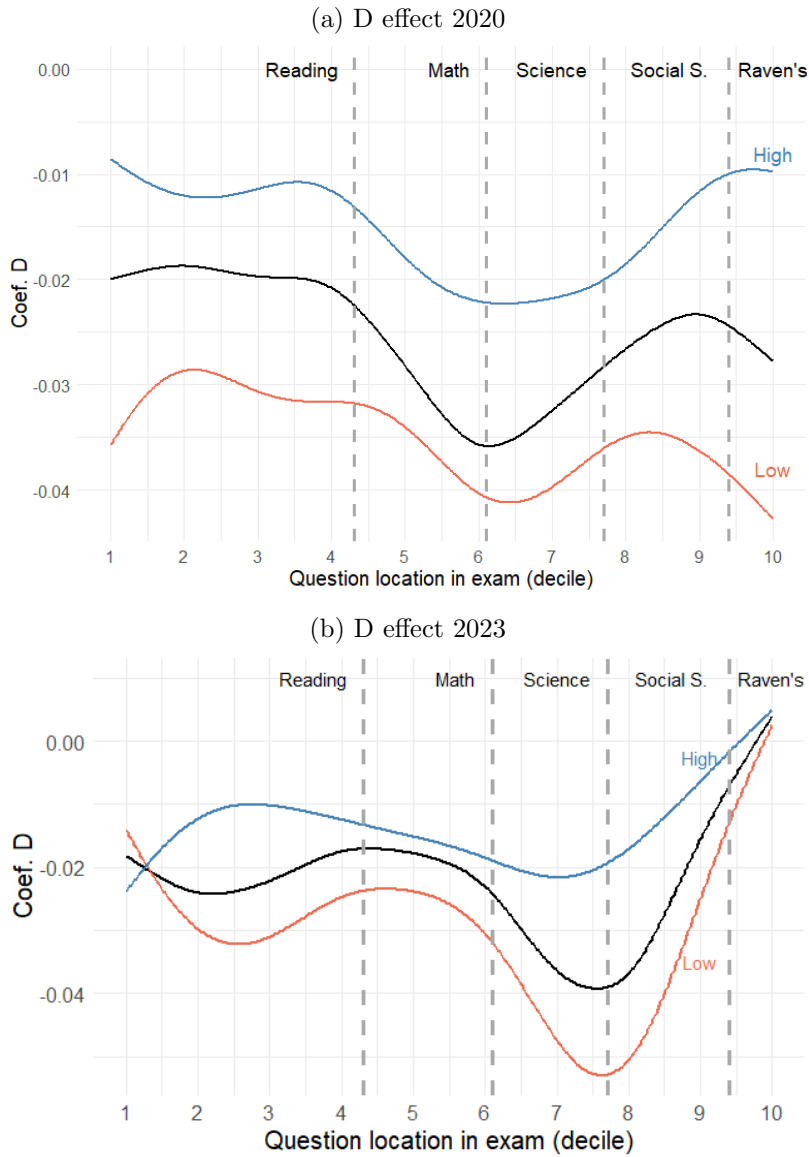 (a) D effect 2020
0.00
Reading Math Science Social S. Raven's
High
-0.01
-0.02
Coef. D
-0.03
Low
-0.04
1 2 3 4 5 6 7 8 9 10
Question location in exam (decile)
(b) D effect 2023
Reading Math Science Social S. Raven's
0.00
High
-0.02
Coef. D
Low
-0.04
1 2 3 4 5 6 7 8 9 10
Question location in exam (decile)